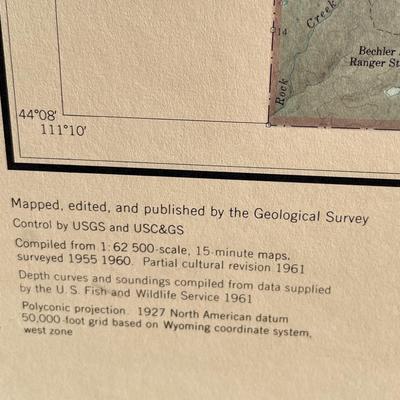 Creek
14
Bechler
Ranger St
Rock
44°08'
111°10'
Mapped, edited, and published by the Geological Survey
Control by USGS and USC&GS
Compiled from 1:62 500-scale, 15-minute maps,
surveyed 1955 1960. Partial cultural revision 1961
Depth curves and soundings compiled from data supplied
by the U.S. Fish and Wildlife Service 1961
Polyconic projection. 1927 North American datum
50,000-foot grid based on Wyoming coordinate system,
west zone